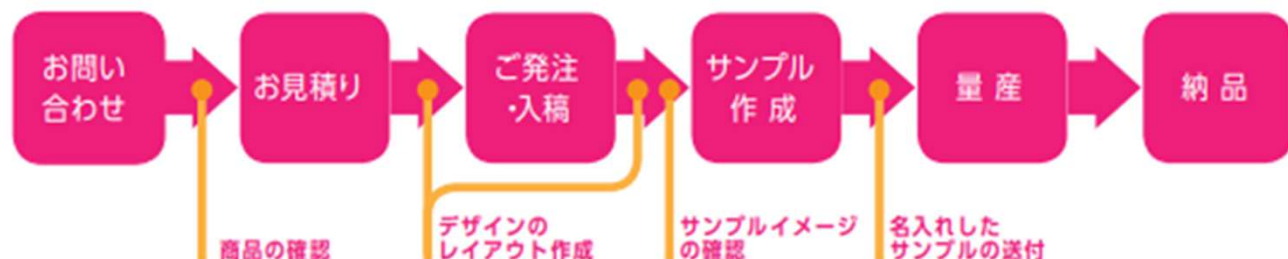 お問い
合わせ
お見積り
ご発注
・入稿
サンプル
作 成
量 産
納 品
商品の確認
デザインの
レイアウト作成
サンプルイメージ
の確認
名入れした
サンプルの送付